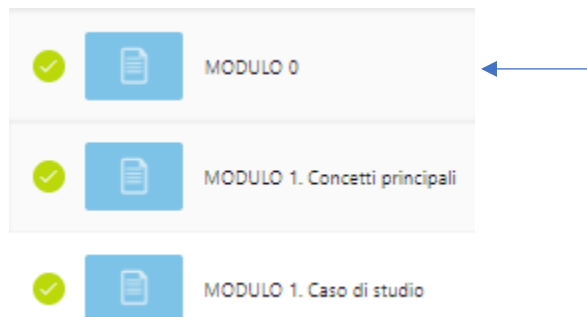 MODULO 0
MODULO 1. Concetti principali
MODULO 1. Caso di studio